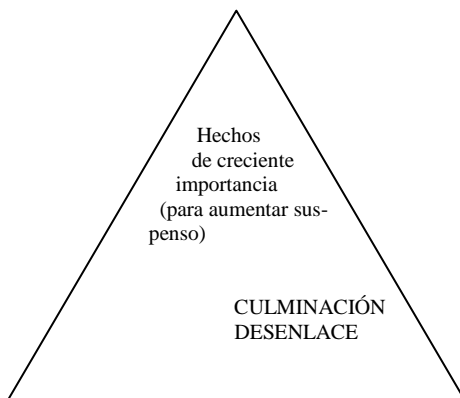 Hechos
de creciente
importancia
(para aumentar sus-
penso)
CULMINACIÓN
DESENLACE